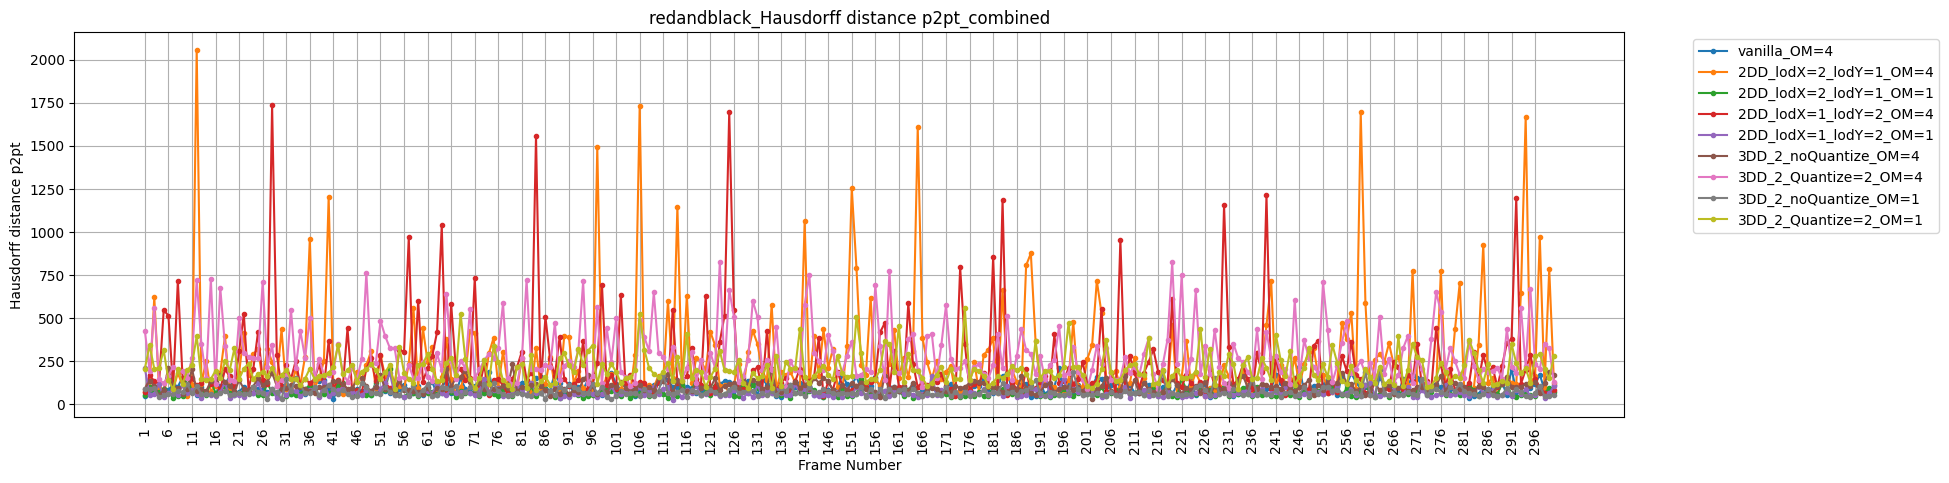 redandblack_Hausdorff distance p2pt_combined
Hausdorff distance p2pt
2000
1750
1500
1250
1000
750
500
250
0
1 6 11 16 21 26 31 36 41 46 51 56 61 66 71 76 81 86 91 96 101 106 111 116 121 126 131 136 141 146 151 156 161 166 171 176 181 186 191 196 201 206 211 216 221 226 231 236 241 246 251 256 261 266 271 276 281 286 291 296
Frame Number
vanilla_OM=4
2DD_lodX=2_lodY=1_OM=4
2DD_lodX=2_lodY=1_OM=1
2DD_lodX=1_lodY=2_OM=4
2DD_lodX=1_lodY=2_OM=1
3DD_2_noQuantize_OM=4
3DD_2_Quantize=2_OM=4
3DD_2_noQuantize_OM=1
3DD_2_Quantize=2_OM=1